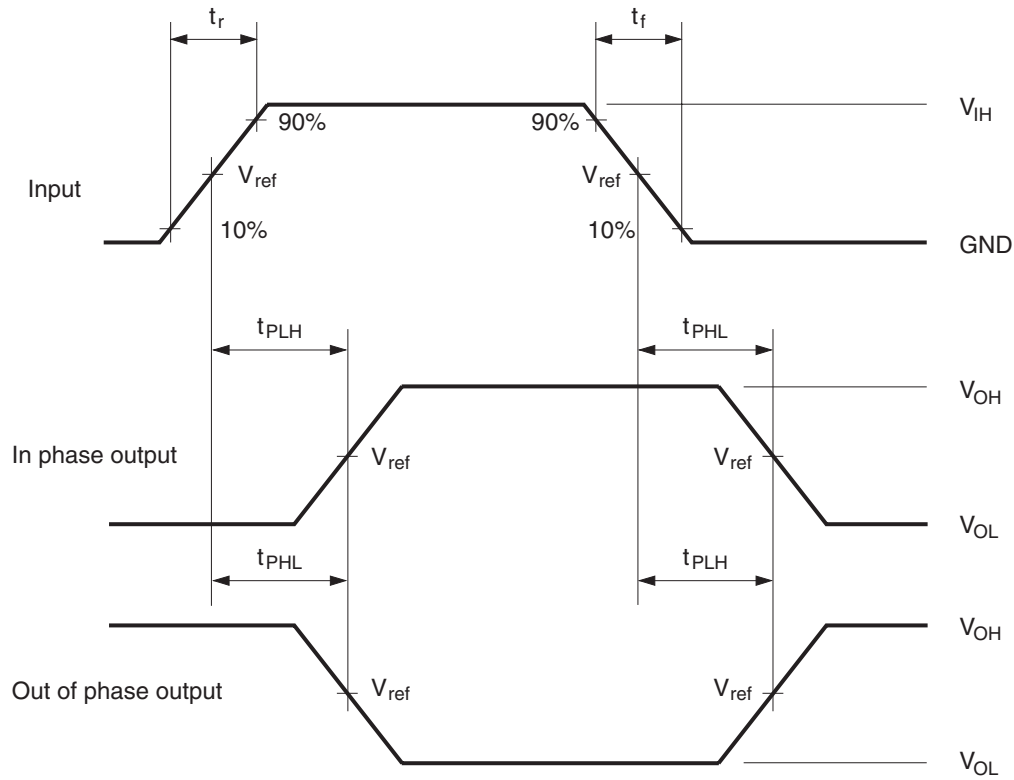 tr
tf
90%
90%
VIH
Input
Vref
Vref
10%
10%
GND
tPLH
tPHL
VOH
In phase output
Vref
Vref
VOL
tPHL
tPLH
VOH
Out of phase output
Vref
Vref
VOL